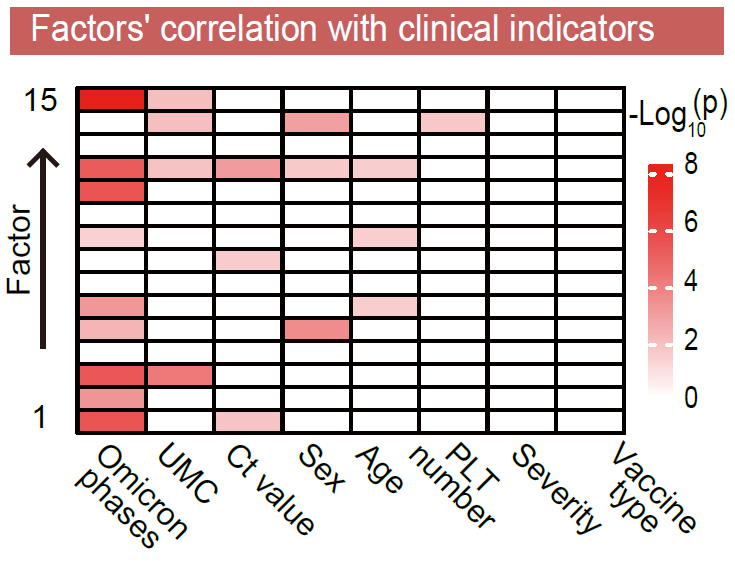 Factors' correlation with clinical indicators
15
-Log10(p)
8
6
4
2
0
Factor
1
Omicron
phases
UMC
Ct value
Sex
Age
PLT
number
Severity
Vaccine
type